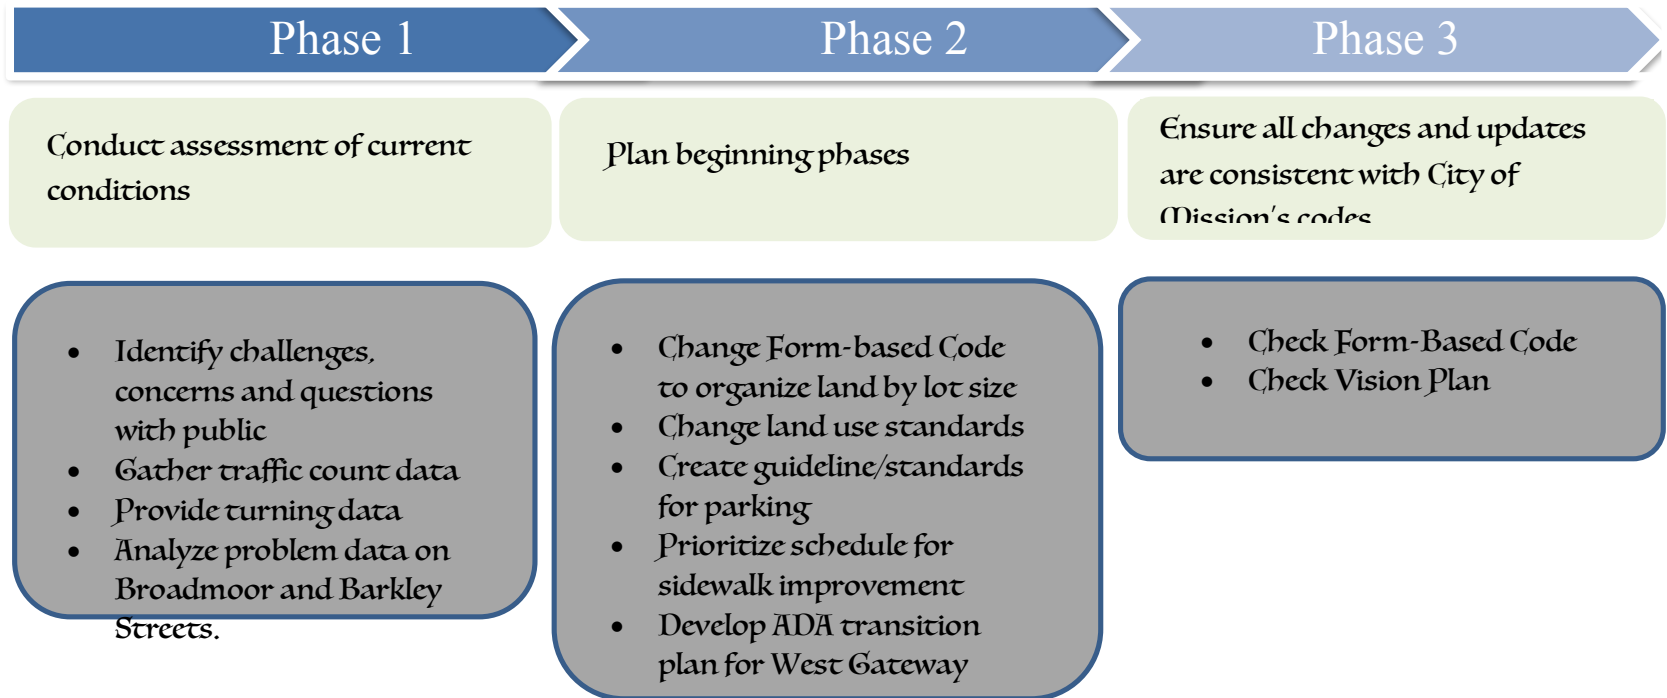 Phase 1
Phase 2
Phase 3
Conduct assessment of current
conditions
Plan beginning phases
Ensure all changes and updates
are consistent with City of
Mission's codes
• Identify challenges,
concerns and questions
with public
• Gather traffic count data
• Provide turning data
• Analyze problem data on
Broadmoor and Barkley
Streets.
• Change Form-based Code
to organize land by lot size
• Change land use standards
• Create guideline/standards
for parking
• Prioritize schedule for
sidewalk improvement
• Develop ADA transition
plan for West Gateway
• Check Form-Based Code
• Check Vision Plan